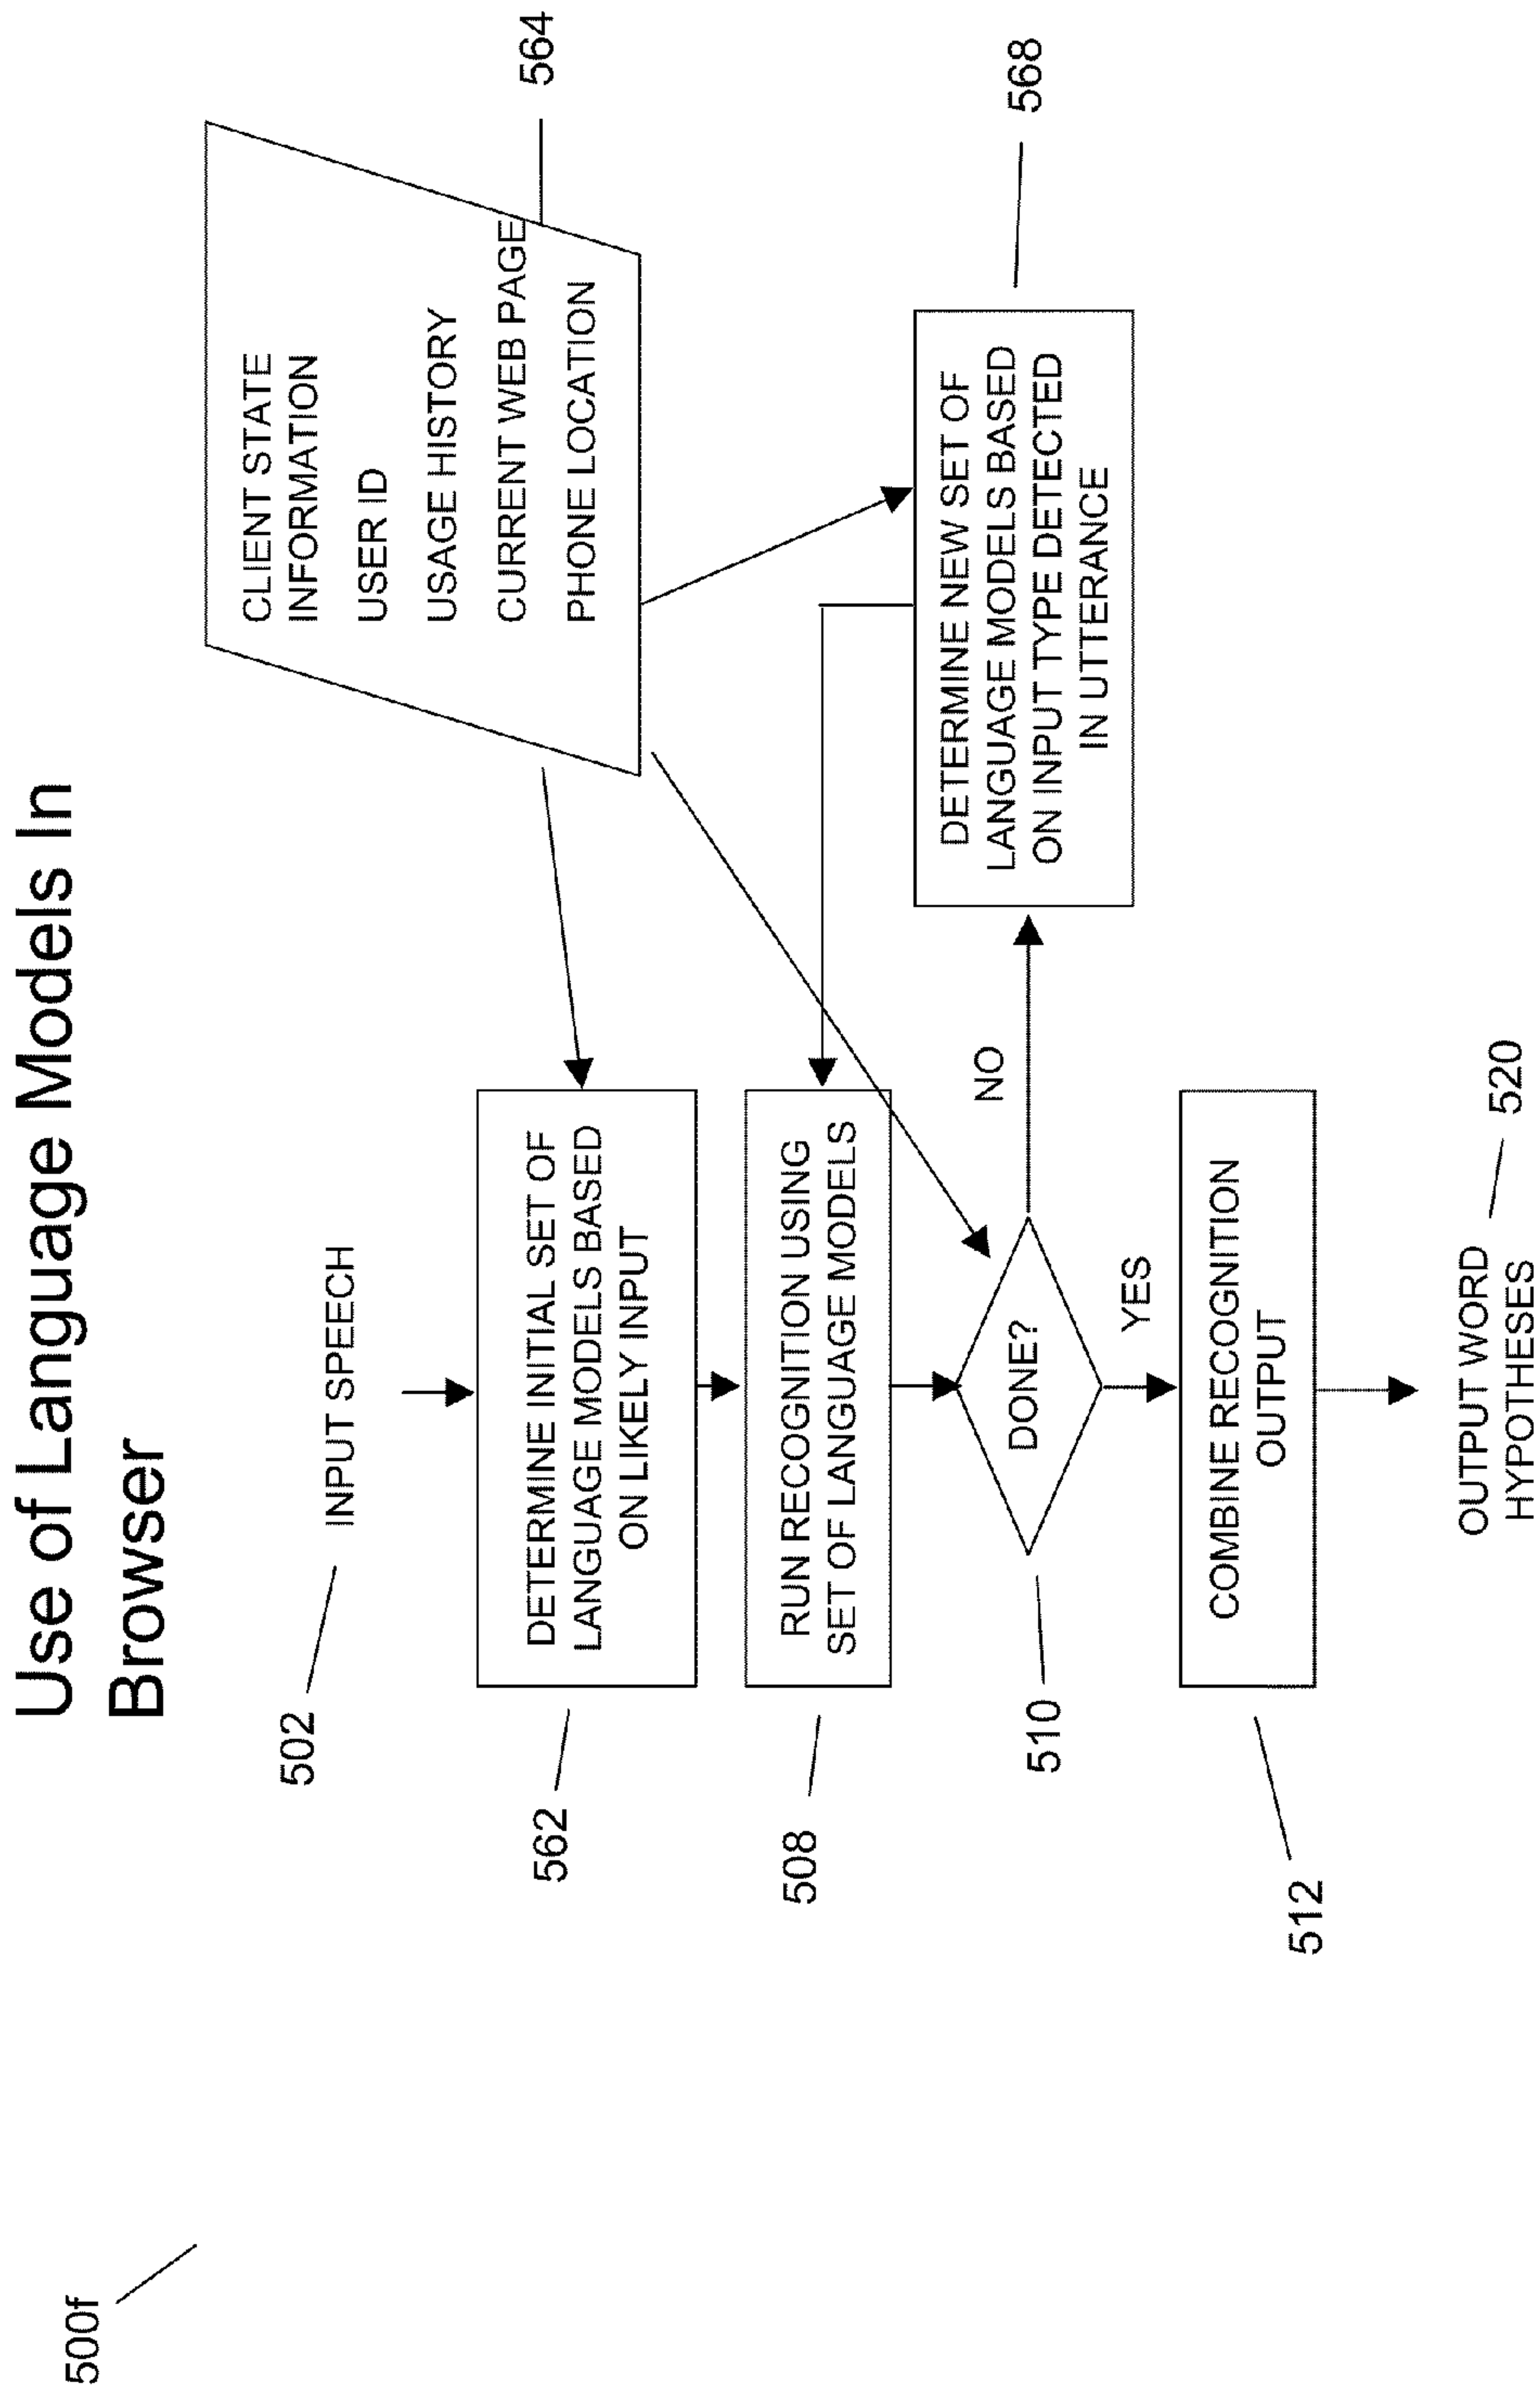 500f
Use of Language Models In
Browser
502
INPUT SPEECH
CLIENT STATE
INFORMATION
USER ID
USAGE HISTORY
CURRENT WEB PAGE
PHONE LOCATION
564
562
DETERMINE INITIAL SET OF
LANGUAGE MODELS BASED
ON LIKELY INPUT
508
RUN RECOGNITION USING
SET OF LANGUAGE MODELS
510
DONE?
NO
DETERMINE NEW SET OF
LANGUAGE MODELS BASED
ON INPUT TYPE DETECTED
IN UTTERANCE
568
YES
512
COMBINE RECOGNITION
OUTPUT
OUTPUT WORD
HYPOTHESES
520